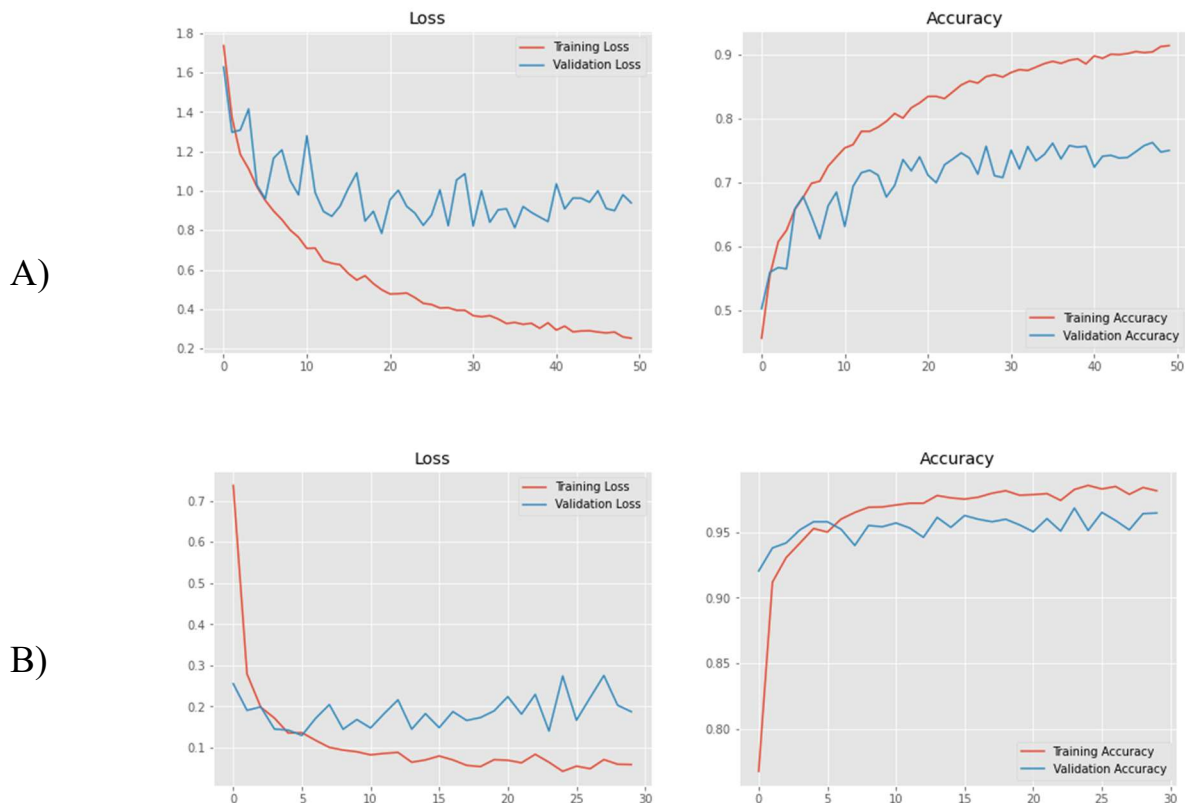 Loss
Accuracy
1.8
1.6
1.4
1.2
1.0
0.8
0.6
0.4
0.2
0 10 20 30 40 50
Training Loss
Validation Loss
0.9
0.8
0.7
0.6
0.5
0 10 20 30 40 50
Training Accuracy
Validation Accuracy
A)
Loss
Accuracy
0.7
0.6
0.5
0.4
0.3
0.2
0.1
0 5 10 15 20 25 30
Training Loss
Validation Loss
0.95
0.90
0.85
0.80
0 5 10 15 20 25 30
Training Accuracy
Validation Accuracy
B)